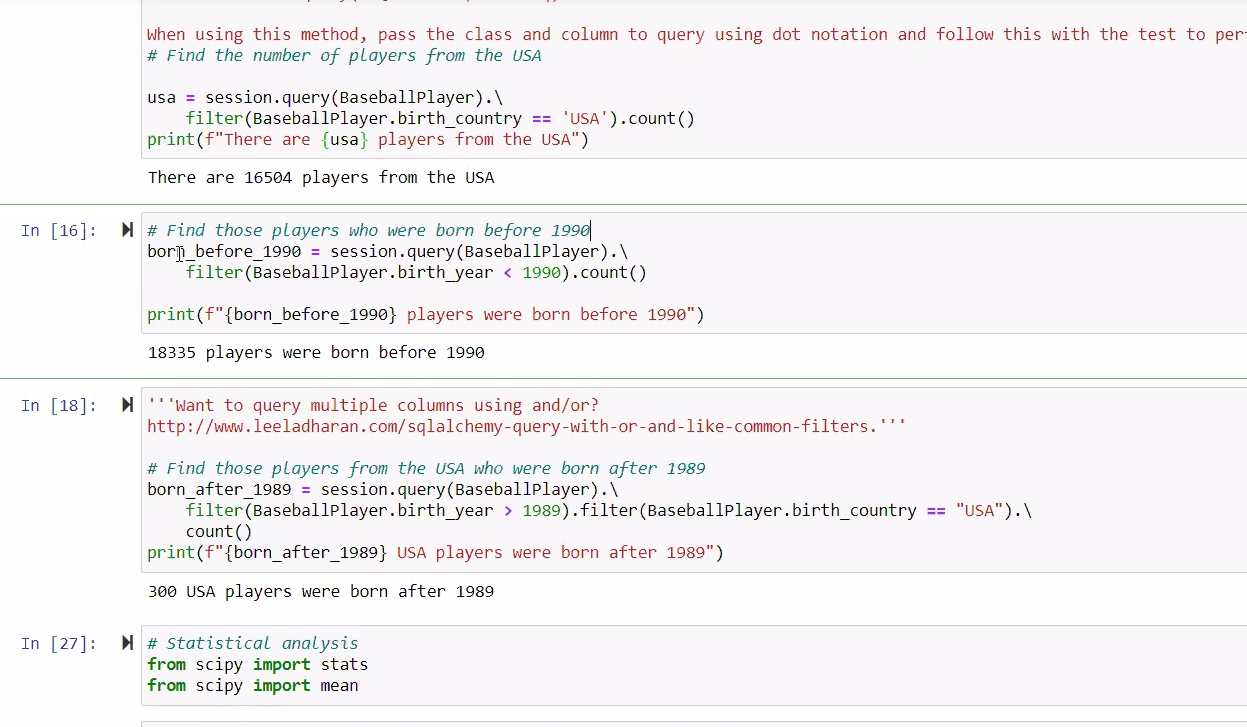 When using this method, pass the class and column to query using dot notation and follow this with the test to per
# Find the number of players from the USA
usa = session.query(BaseballPlayer).\
    filter(BaseballPlayer.birth_country == 'USA').count()
print(f"There are {usa} players from the USA")
There are 16504 players from the USA
In [16]:
# Find those players who were born before 1990
born_before_1990 = session.query(BaseballPlayer).\
    filter(BaseballPlayer.birth_year < 1990).count()
print(f"{born_before_1990} players were born before 1990")
18335 players were born before 1990
In [18]:
'''Want to query multiple columns using and/or?
http://www.leeladharan.com/sqlalchemy-query-with-or-and-like-common-filters.'''
# Find those players from the USA who were born after 1989
born_after_1989 = session.query(BaseballPlayer).\
    filter(BaseballPlayer.birth_year > 1989).filter(BaseballPlayer.birth_country == "USA").\
    count()
print(f"{born_after_1989} USA players were born after 1989")
300 USA players were born after 1989
In [27]:
# Statistical analysis
from scipy import stats
from scipy import mean